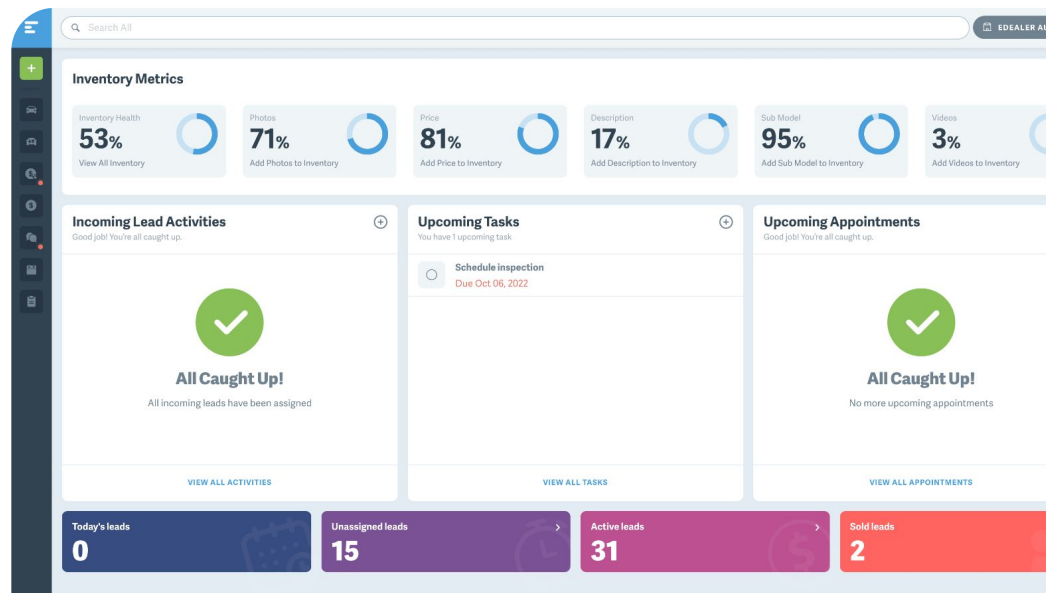 Search All
EDEALER AU
Inventory Metrics
Inventory Health
53%
View All Inventory
Photos
71%
Add Photos to Inventory
Price
81%
Add Price to Inventory
Description
17%
Add Description to Inventory
Sub Model
95%
Add Sub Model to Inventory
Videos
3%
Add Videos to Inventory
Incoming Lead Activities
Good job! You're all caught up.
All Caught Up!
All incoming leads have been assigned
VIEW ALL ACTIVITIES
Upcoming Tasks
You have 1 upcoming task
Schedule inspection
Due Oct 06, 2022
VIEW ALL TASKS
Upcoming Appointments
Good job! You're all caught up.
All Caught Up!
No more upcoming appointments
VIEW ALL APPOINTMENTS
Today's leads
0
Unassigned leads
15
Active leads
31
Sold leads
2